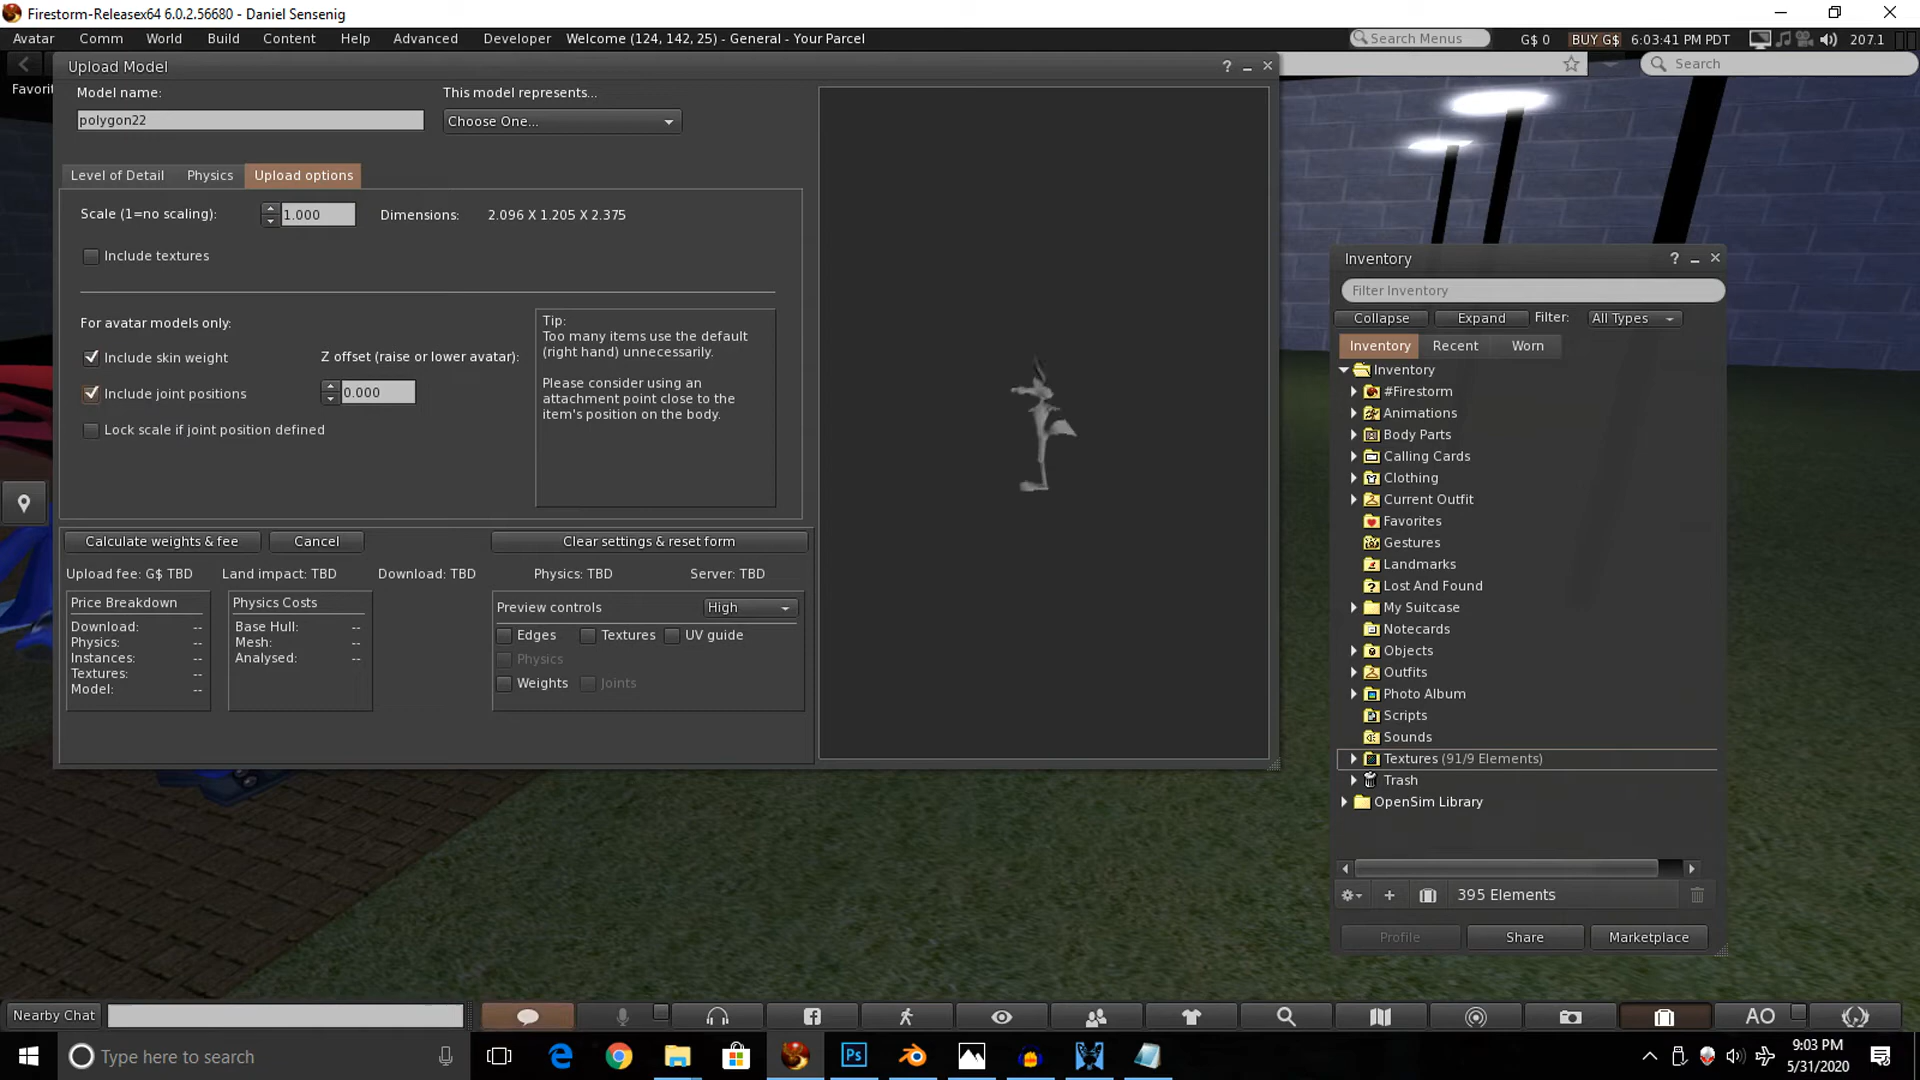 Firestorm-Releasex64 6.0.2.56680 - Daniel Sensenig
Avatar Comm World Build Content Help Advanced Developer Welcome (124, 142, 25) - General - Your Parcel
Search Menus G$ 0 BUY G$ 6:03:41 PM PDT 207.1
Search
Favorit
Upload Model ?
Model name: This model represents...
polygon22 Choose One...
Level of Detail Physics Upload options
Scale (1=no scaling): 1.000 Dimensions: 2.096 X 1.205 X 2.375
Include textures
For avatar models only:
Include skin weight Z offset (raise or lower avatar):
Include joint positions 0.000
Lock scale if joint position defined
Tip:
Too many items use the default
(right hand) unnecessarily.
Please consider using an
attachment point close to the
item's position on the body.
Calculate weights & fee Cancel Clear settings & reset form
Upload fee: G$ TBD Land impact: TBD Download: TBD Physics: TBD Server: TBD
Price Breakdown
Download: --
Physics: --
Instances: --
Textures: --
Model: --
Physics Costs
Base Hull: --
Mesh: --
Analysed: --
Preview controls High
Edges Textures UV guide
Physics
Weights Joints
Inventory ?
Filter Inventory
Collapse Expand Filter: All Types
Inventory Recent Worn
Inventory
#Firestorm
Animations
Body Parts
Calling Cards
Clothing
Current Outfit
Favorites
Gestures
Landmarks
Lost And Found
My Suitcase
Notecards
Objects
Outfits
Photo Album
Scripts
Sounds
Textures (91/9 Elements)
Trash
OpenSim Library
395 Elements
Profile Share Marketplace
Nearby Chat AO
Type here to search
Ps
9:03 PM
5/31/2020